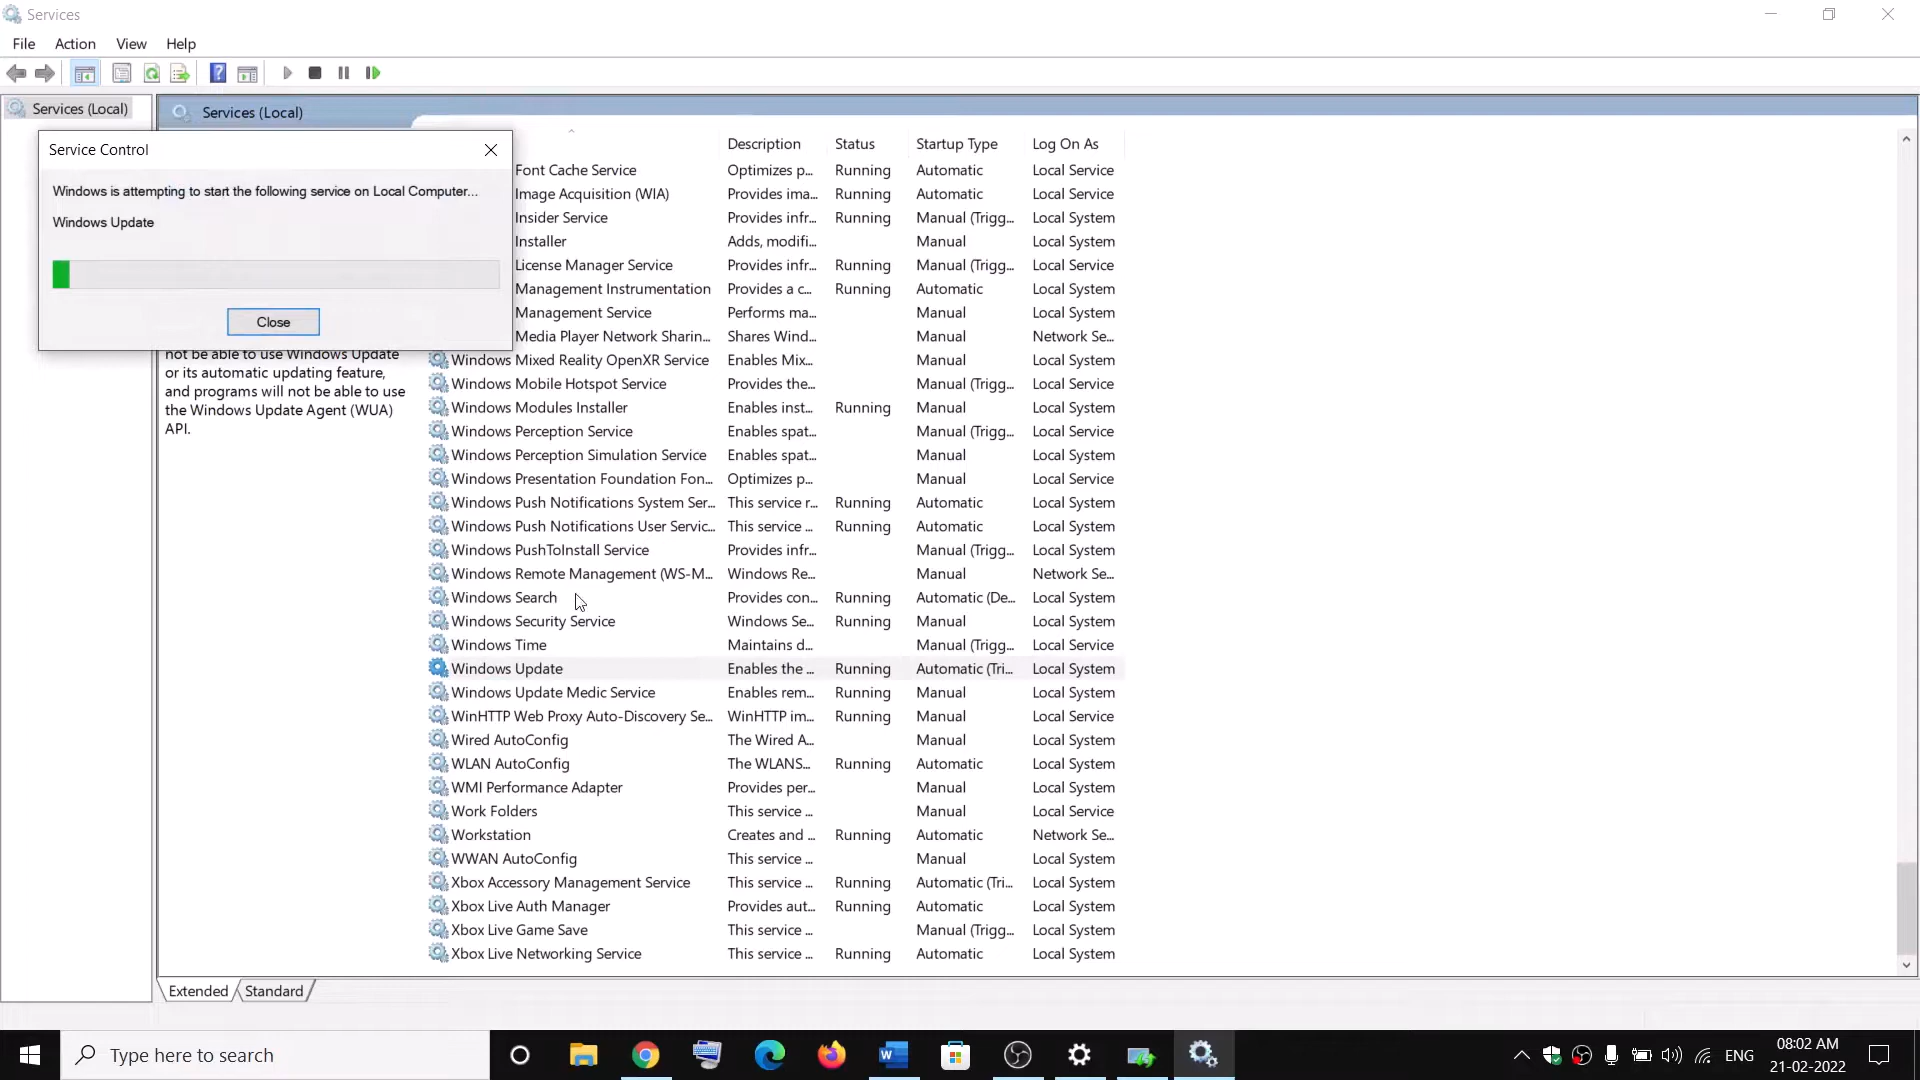 Services
File Action View Help
Services (Local)
Services (Local)
Service Control
Windows is attempting to start the following service on Local Computer...
Windows Update
Close
not be able to use Windows Update
or its automatic updating feature,
and programs will not be able to use
the Windows Update Agent (WUA)
API.
Description Status Startup Type Log On As
Font Cache Service Optimizes p... Running Automatic Local Service
Image Acquisition (WIA) Provides ima... Running Automatic Local Service
Insider Service Provides infr... Running Manual (Trigg... Local System
Installer Adds, modifi... Manual Local System
License Manager Service Provides infr... Running Manual (Trigg... Local Service
Management Instrumentation Provides a c... Running Automatic Local System
Management Service Performs ma... Manual Local System
Media Player Network Sharin... Shares Wind... Manual Network Se...
Windows Mixed Reality OpenXR Service Enables Mix... Manual Local System
Windows Mobile Hotspot Service Provides the... Manual (Trigg... Local Service
Windows Modules Installer Enables inst... Running Manual Local System
Windows Perception Service Enables spat... Manual (Trigg... Local Service
Windows Perception Simulation Service Enables spat... Manual Local System
Windows Presentation Foundation Fon... Optimizes p... Manual Local Service
Windows Push Notifications System Ser... This service r... Running Automatic Local System
Windows Push Notifications User Servic... This service ... Running Automatic Local System
Windows PushToInstall Service Provides infr... Manual (Trigg... Local System
Windows Remote Management (WS-M... Windows Re... Manual Network Se...
Windows Search Provides con... Running Automatic (De... Local System
Windows Security Service Windows Se... Running Manual Local System
Windows Time Maintains d... Manual (Trigg... Local Service
Windows Update Enables the ... Running Automatic (Tri... Local System
Windows Update Medic Service Enables rem... Running Manual Local System
WinHTTP Web Proxy Auto-Discovery Se... WinHTTP im... Running Manual Local Service
Wired AutoConfig The Wired A... Manual Local System
WLAN AutoConfig The WLANS... Running Automatic Local System
WMI Performance Adapter Provides per... Manual Local System
Work Folders This service ... Manual Local Service
Workstation Creates and ... Running Automatic Network Se...
WWAN AutoConfig This service ... Manual Local System
Xbox Accessory Management Service This service ... Running Automatic (Tri... Local System
Xbox Live Auth Manager Provides aut... Running Automatic Local System
Xbox Live Game Save This service ... Manual (Trigg... Local System
Xbox Live Networking Service This service ... Running Automatic Local System
Extended Standard
Type here to search
ENG
08:02 AM
21-02-2022